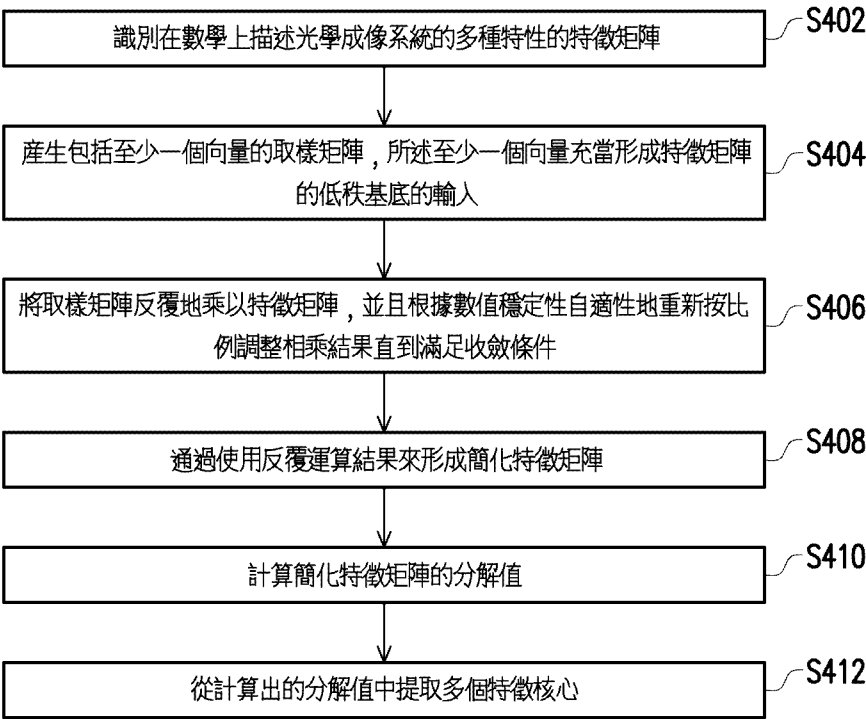 識別在數學上描述光學成像系統的多種特性的特徵矩陣
S402
産生包括至少一個向量的取樣矩陣，所述至少一個向量充當形成特徵矩陣
的低秩基底的輸入
S404
將取樣矩陣反覆地乘以特徵矩陣，並且根據數值穩定性自適性地重新按比
例調整相乘結果直到滿足收斂條件
S406
通過使用反覆運算結果來形成簡化特徵矩陣
S408
計算簡化特徵矩陣的分解值
S410
從計算出的分解值中提取多個特徵核心
S412